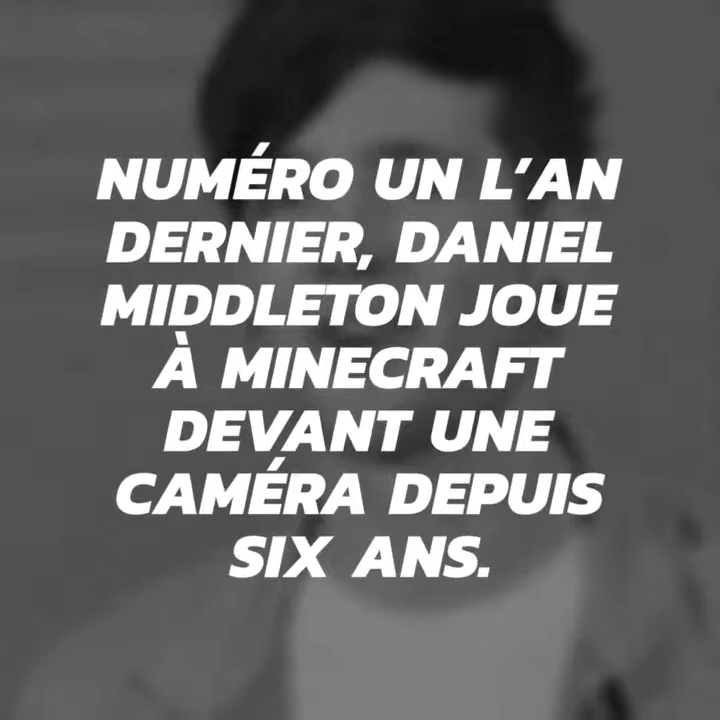 NUMÉRO UN L’AN
DERNIER, DANIEL
MIDDLETON JOUE
À MINECRAFT
DEVANT UNE
CAMÉRA DEPUIS
SIX ANS.